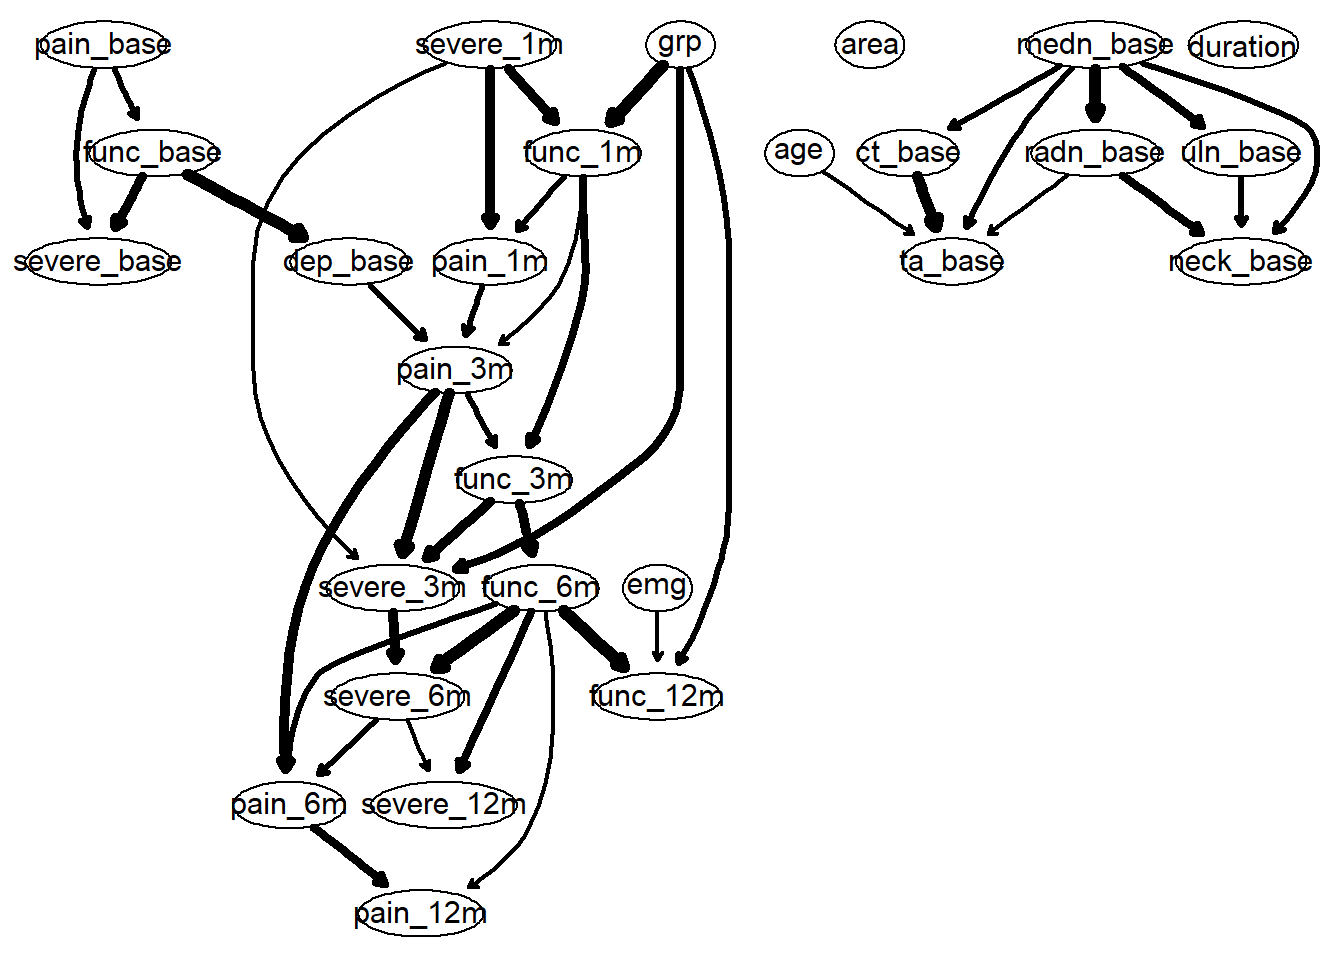 pain_base
severe_1m
grp
area
medn_base
duration
func_base
func_1m
age
ct_base
radn_base
uln_base
severe_base
dep_base
pain_1m
ta_base
neck_base
pain_3m
func_3m
severe_3m
func_6m
emg
severe_6m
func_12m
pain_6m
severe_12m
pain_12m